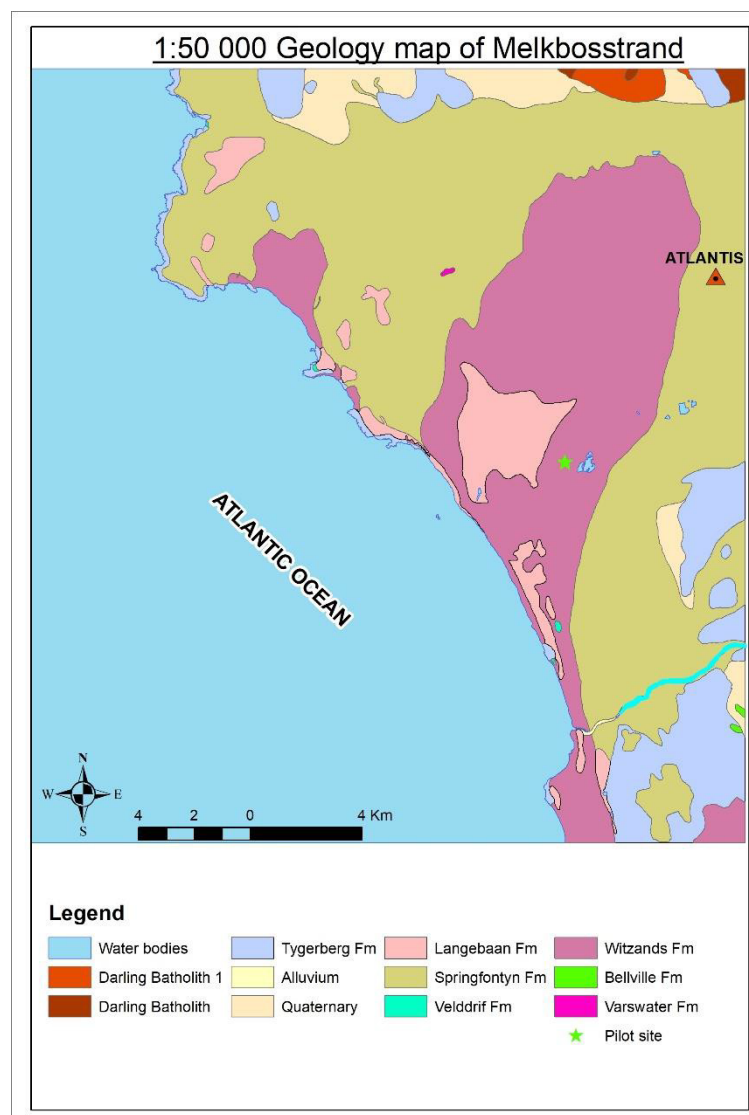 1:50 000 Geology map of Melkbosstrand
ATLANTIS
ATLANTIC OCEAN
N
W E
S
4 2 0 4 Km
Legend
Water bodies Tygerberg Fm Langebaan Fm Witzands Fm
Darling Batholith 1 Alluvium Springfontyn Fm Bellville Fm
Darling Batholith Quaternary Velddrif Fm Varswater Fm
Pilot site